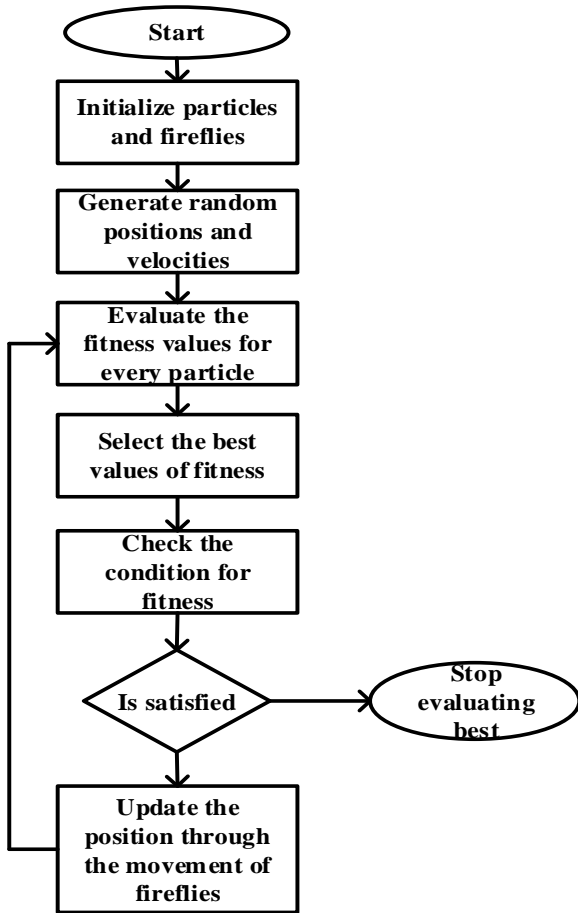 Start
Initialize particles
and fireflies
Generate random
positions and
velocities
Evaluate the
fitness values for
every particle
Select the best
values of fitness
Check the
condition for
fitness
Is satisfied
Stop
evaluating
best
Update the
position through
the movement of
fireflies